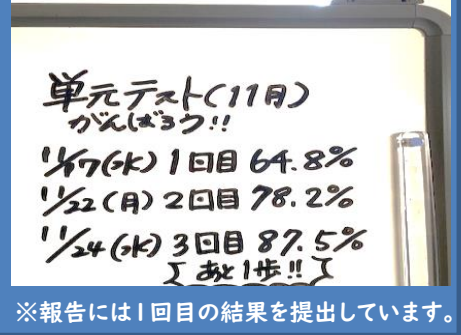 単元テスト(11月)
がんばろう!!
11/17(水) 1回目 64.8%
11/22(月) 2回目 78.2%
11/24(水) 3回目 87.5%
あと1歩!!
※報告には1回目の結果を提出しています。